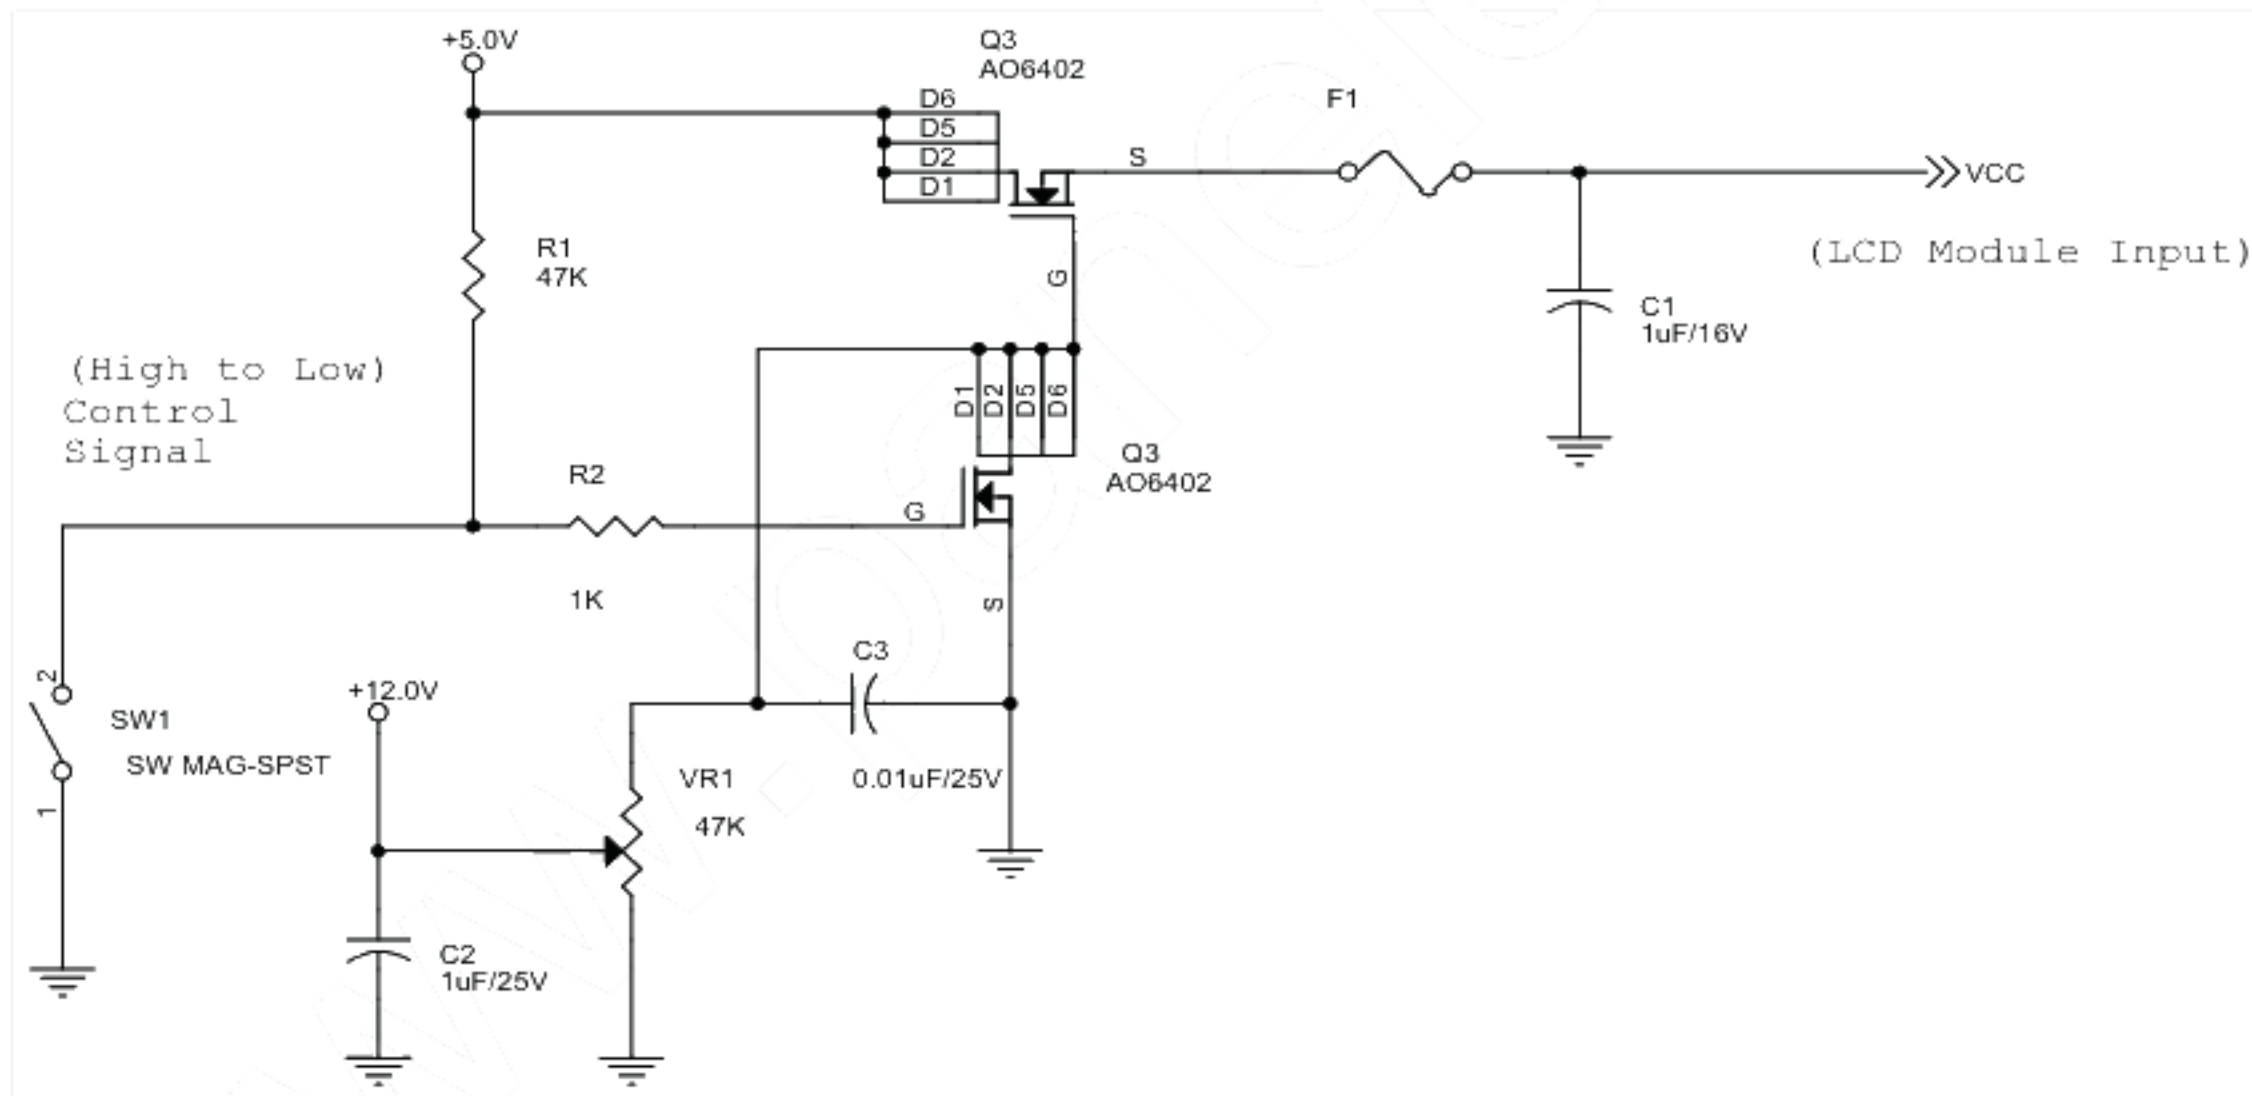 +5.0V
Q3
AO6402
D6
D5
D2
D1
S
F1
VCC
(LCD Module Input)
R1
47K
G
C1
1uF/16V
(High to Low)
Control
Signal
D1
D2
D5
D6
Q3
AO6402
R2
G
1K
S
C3
0.01uF/25V
2
SW1
SW MAG-SPST
1
+12.0V
VR1
47K
C2
1uF/25V